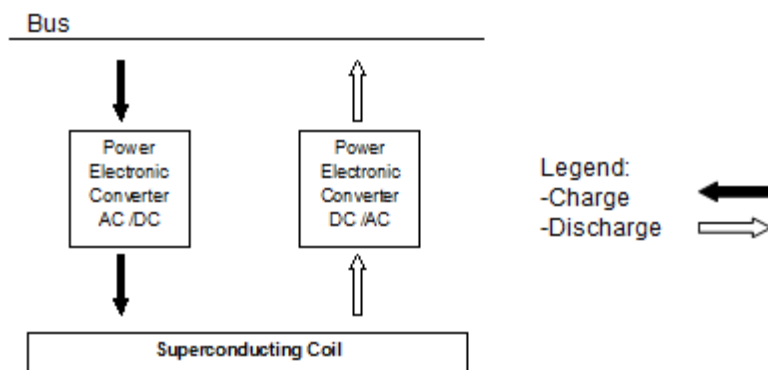 Bus
Power
Electronic
Converter
AC /DC
Power
Electronic
Converter
DC /AC
Legend:
-Charge
-Discharge
Superconducting Coil